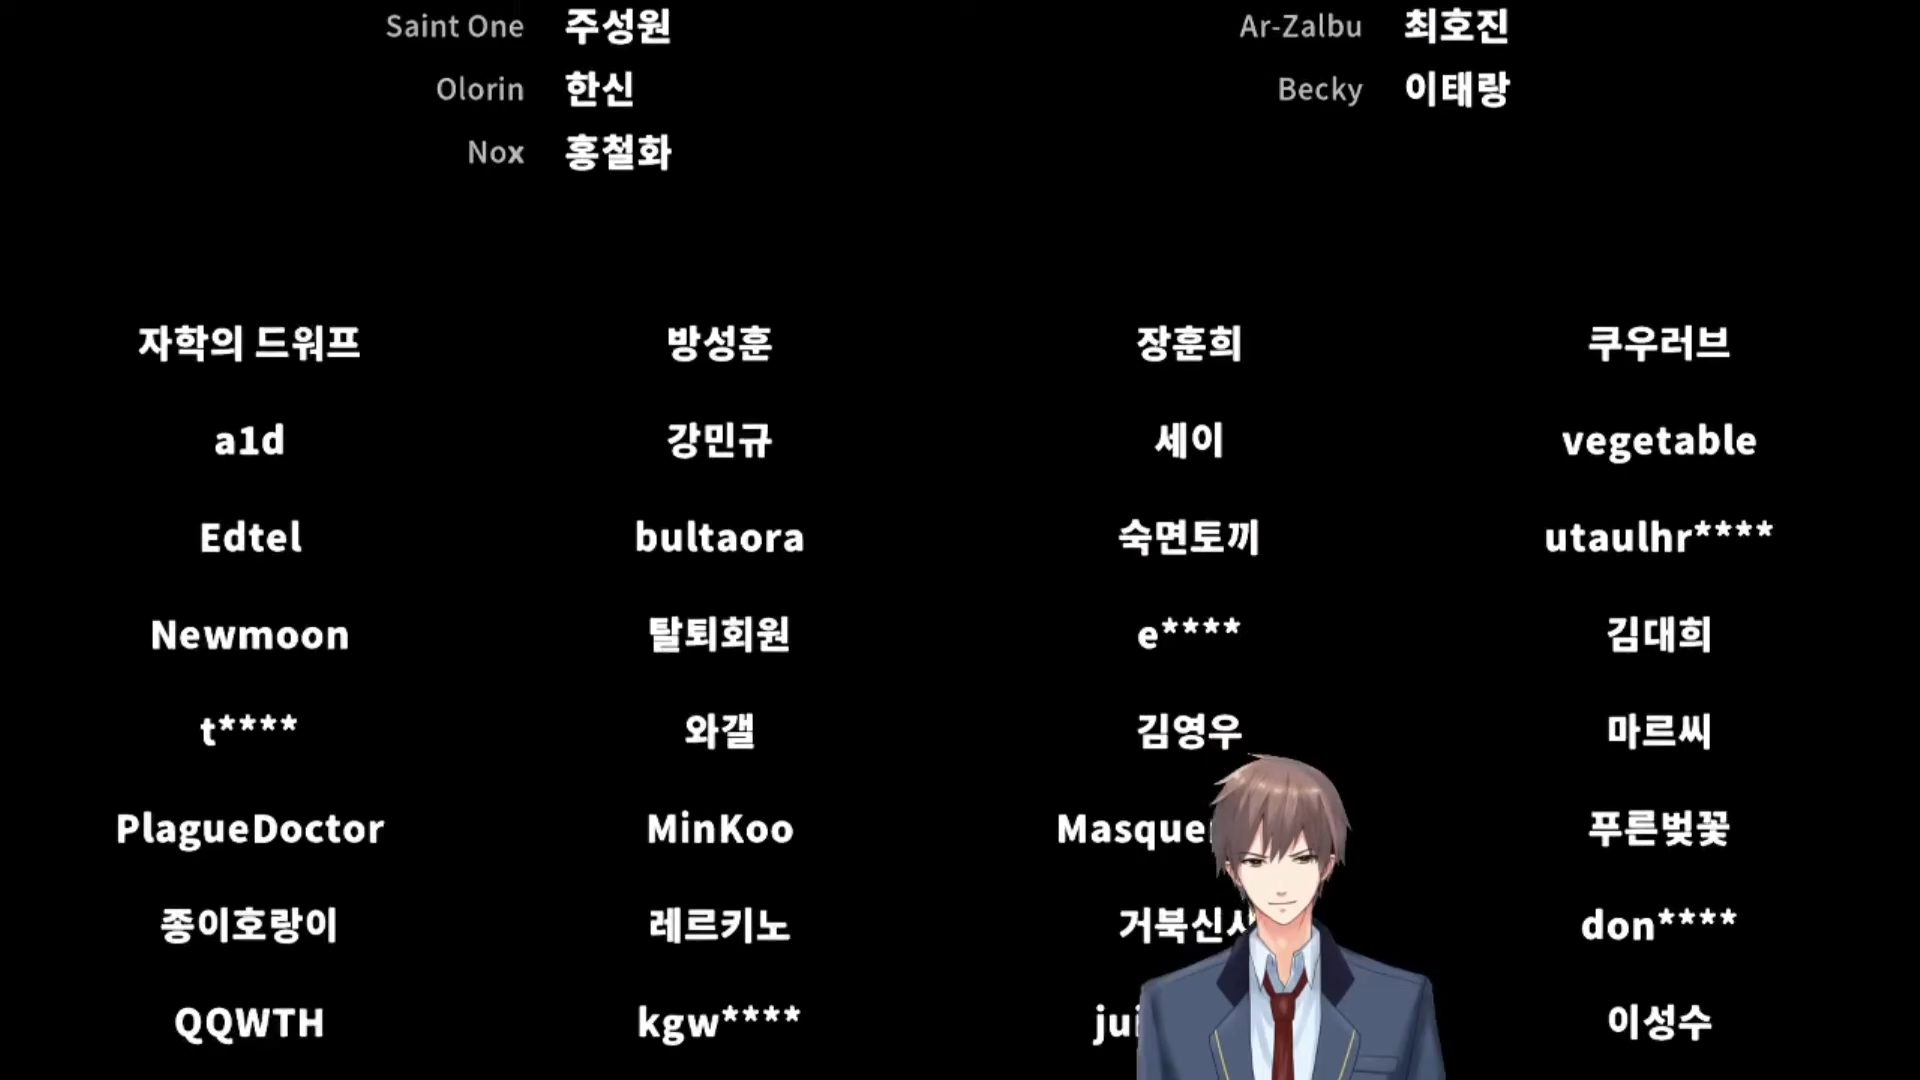 Saint One 주성원 Ar-Zalbu 최호진
Olorin 한신 Becky 이태랑
Nox 홍철화
자학의 드워프 방성훈 장훈희 쿠우러브
a1d 강민규 세이 vegetable
Edtel bultaora 숙면토끼 utaulhr****
Newmoon 탈퇴회원 e**** 김대희
t**** 와갤 김영우 마르씨
PlagueDoctor MinKoo 푸른벚꽃
종이호랑이 레르키노 don****
QQWTH kgw**** 이성수